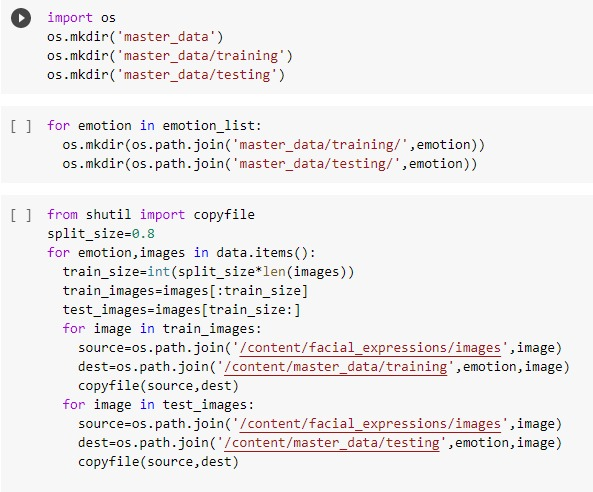 import os
os.mkdir('master_data')
os.mkdir('master_data/training')
os.mkdir('master_data/testing')
[ ] for emotion in emotion_list:
  os.mkdir(os.path.join('master_data/training/',emotion))
  os.mkdir(os.path.join('master_data/testing/',emotion))
[ ] from shutil import copyfile
split_size=0.8
for emotion,images in data.items():
  train_size=int(split_size*len(images))
  train_images=images[:train_size]
  test_images=images[train_size:]
  for image in train_images:
    source=os.path.join('/content/facial_expressions/images',image)
    dest=os.path.join('/content/master_data/training',emotion,image)
    copyfile(source,dest)
  for image in test_images:
    source=os.path.join('/content/facial_expressions/images',image)
    dest=os.path.join('/content/master_data/testing',emotion,image)
    copyfile(source,dest)